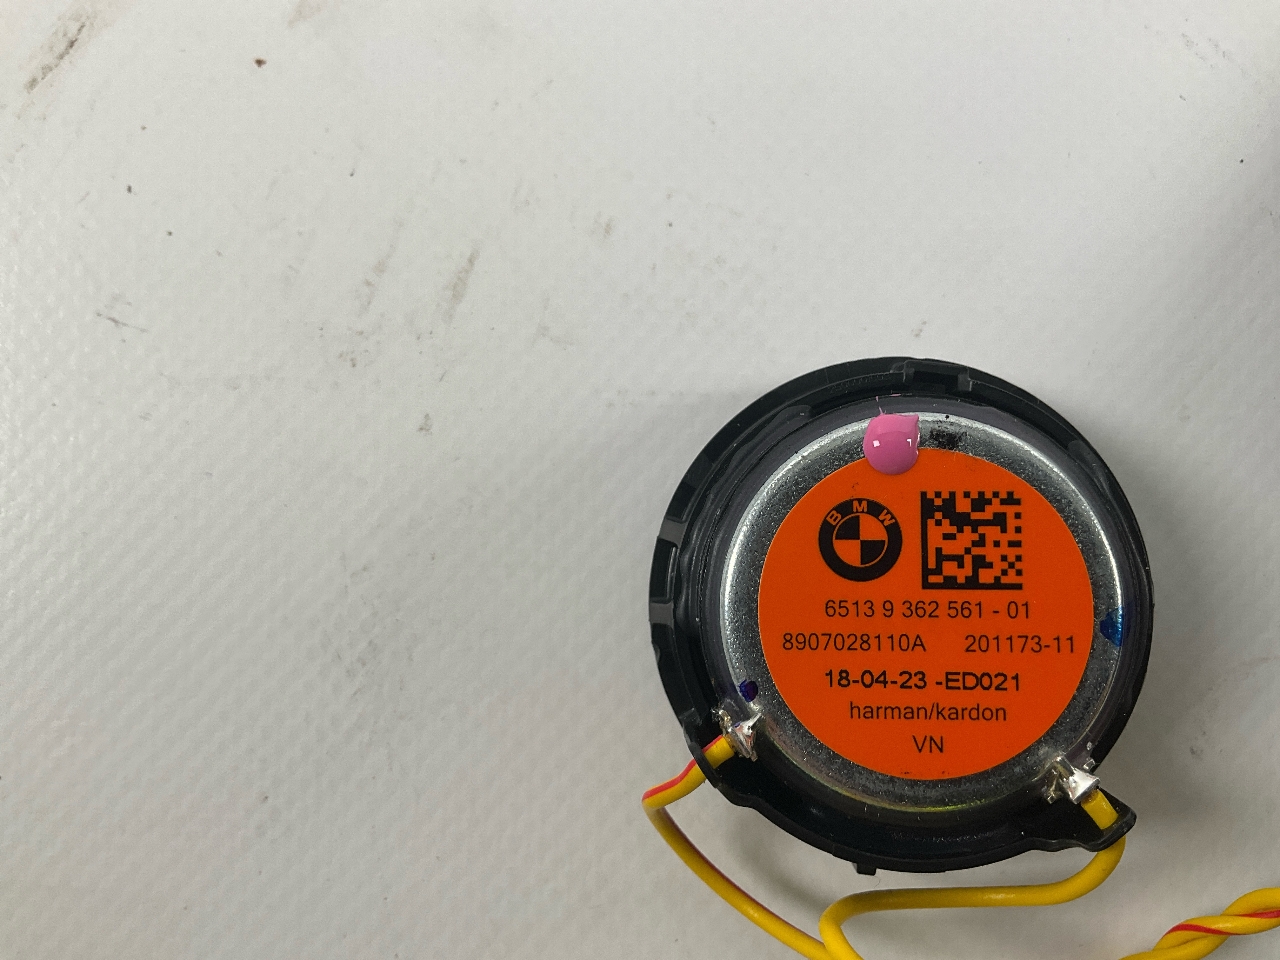 BMW
6513 9 362 561 - 01
8907028110A 201173-11
18-04-23 -ED021
harman/kardon
VN